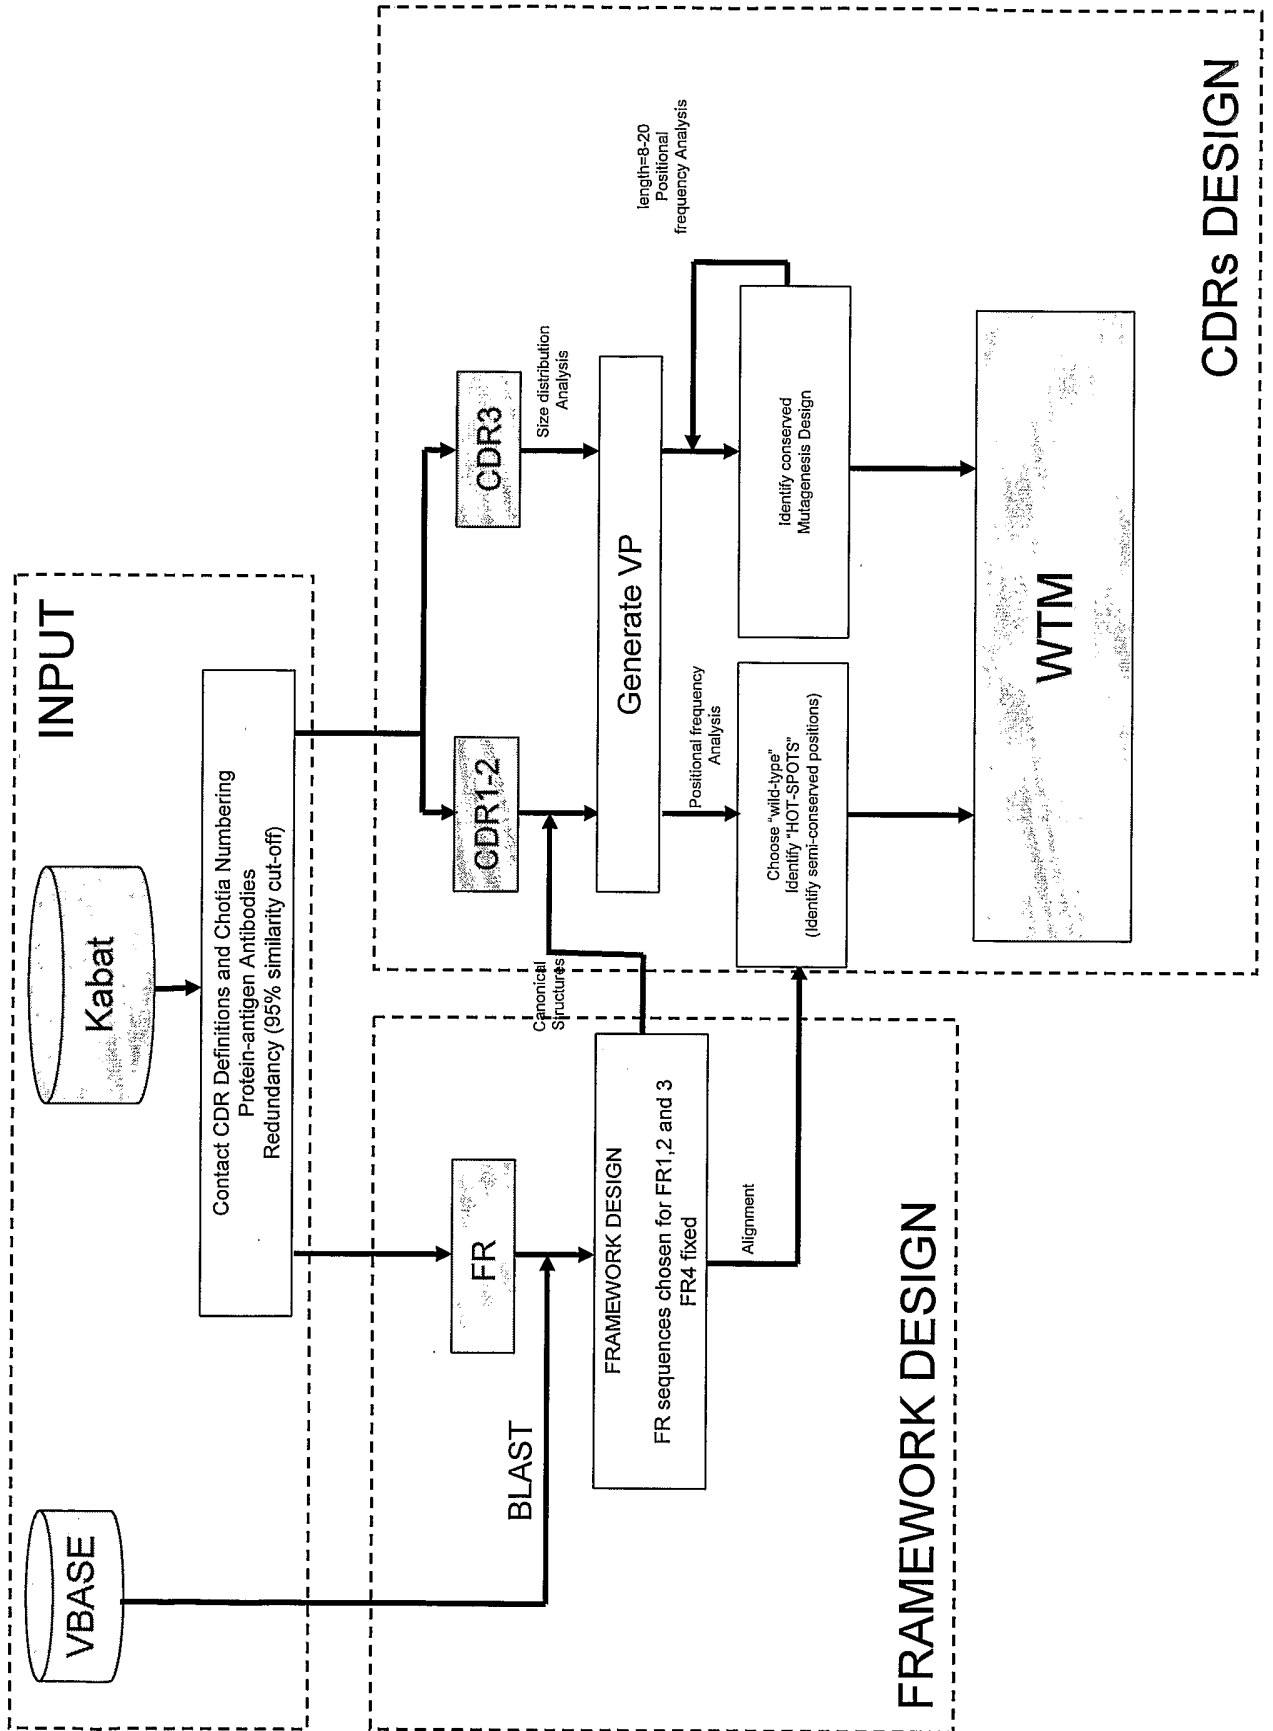 INPUT
VBASE
Kabat
Contact CDR Definitions and Chotia Numbering
Protein-antigen Antibodies
Redundancy (95% similarity cut-off)
FR
BLAST
FRAMEWORK DESIGN
FR sequences chosen for FR1,2 and 3
FR4 fixed
Alignment
FRAMEWORK DESIGN
Canonical
Structures
CDR1-2
CDR3
Size distribution
Analysis
Generate VP
Positional frequency
Analysis
length=8-20
Positional
frequency Analysis
Choose "wild-type"
Identify "HOT-SPOTS"
(Identify semi-conserved positions)
Identify conserved
Mutagenesis Design
WTM
CDRs DESIGN